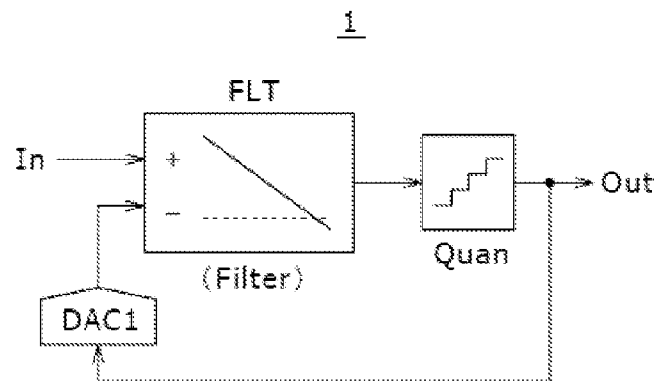 1
FLT
In
+
−
Out
(Filter)
Quan
DAC1